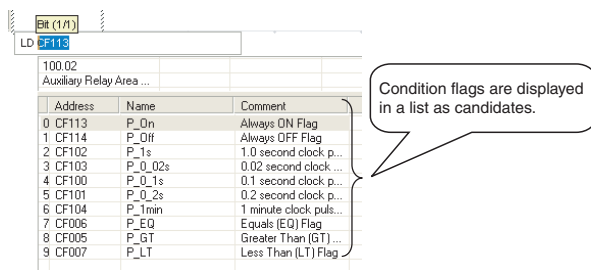 Bit (1/1)
LD CF113
100.02
Auxiliary Relay Area ...
Address Name Comment
0 CF113 P_On Always ON Flag
1 CF114 P_Off Always OFF Flag
2 CF102 P_1s 1.0 second clock p...
3 CF103 P_0_02s 0.02 second clock ...
4 CF100 P_0_1s 0.1 second clock p...
5 CF101 P_0_2s 0.2 second clock p...
6 CF104 P_1min 1 minute clock puls...
7 CF006 P_EQ Equals (EQ) Flag
8 CF005 P_GT Greater Than (GT) ...
9 CF007 P_LT Less Than (LT) Flag
Condition flags are displayed
in a list as candidates.